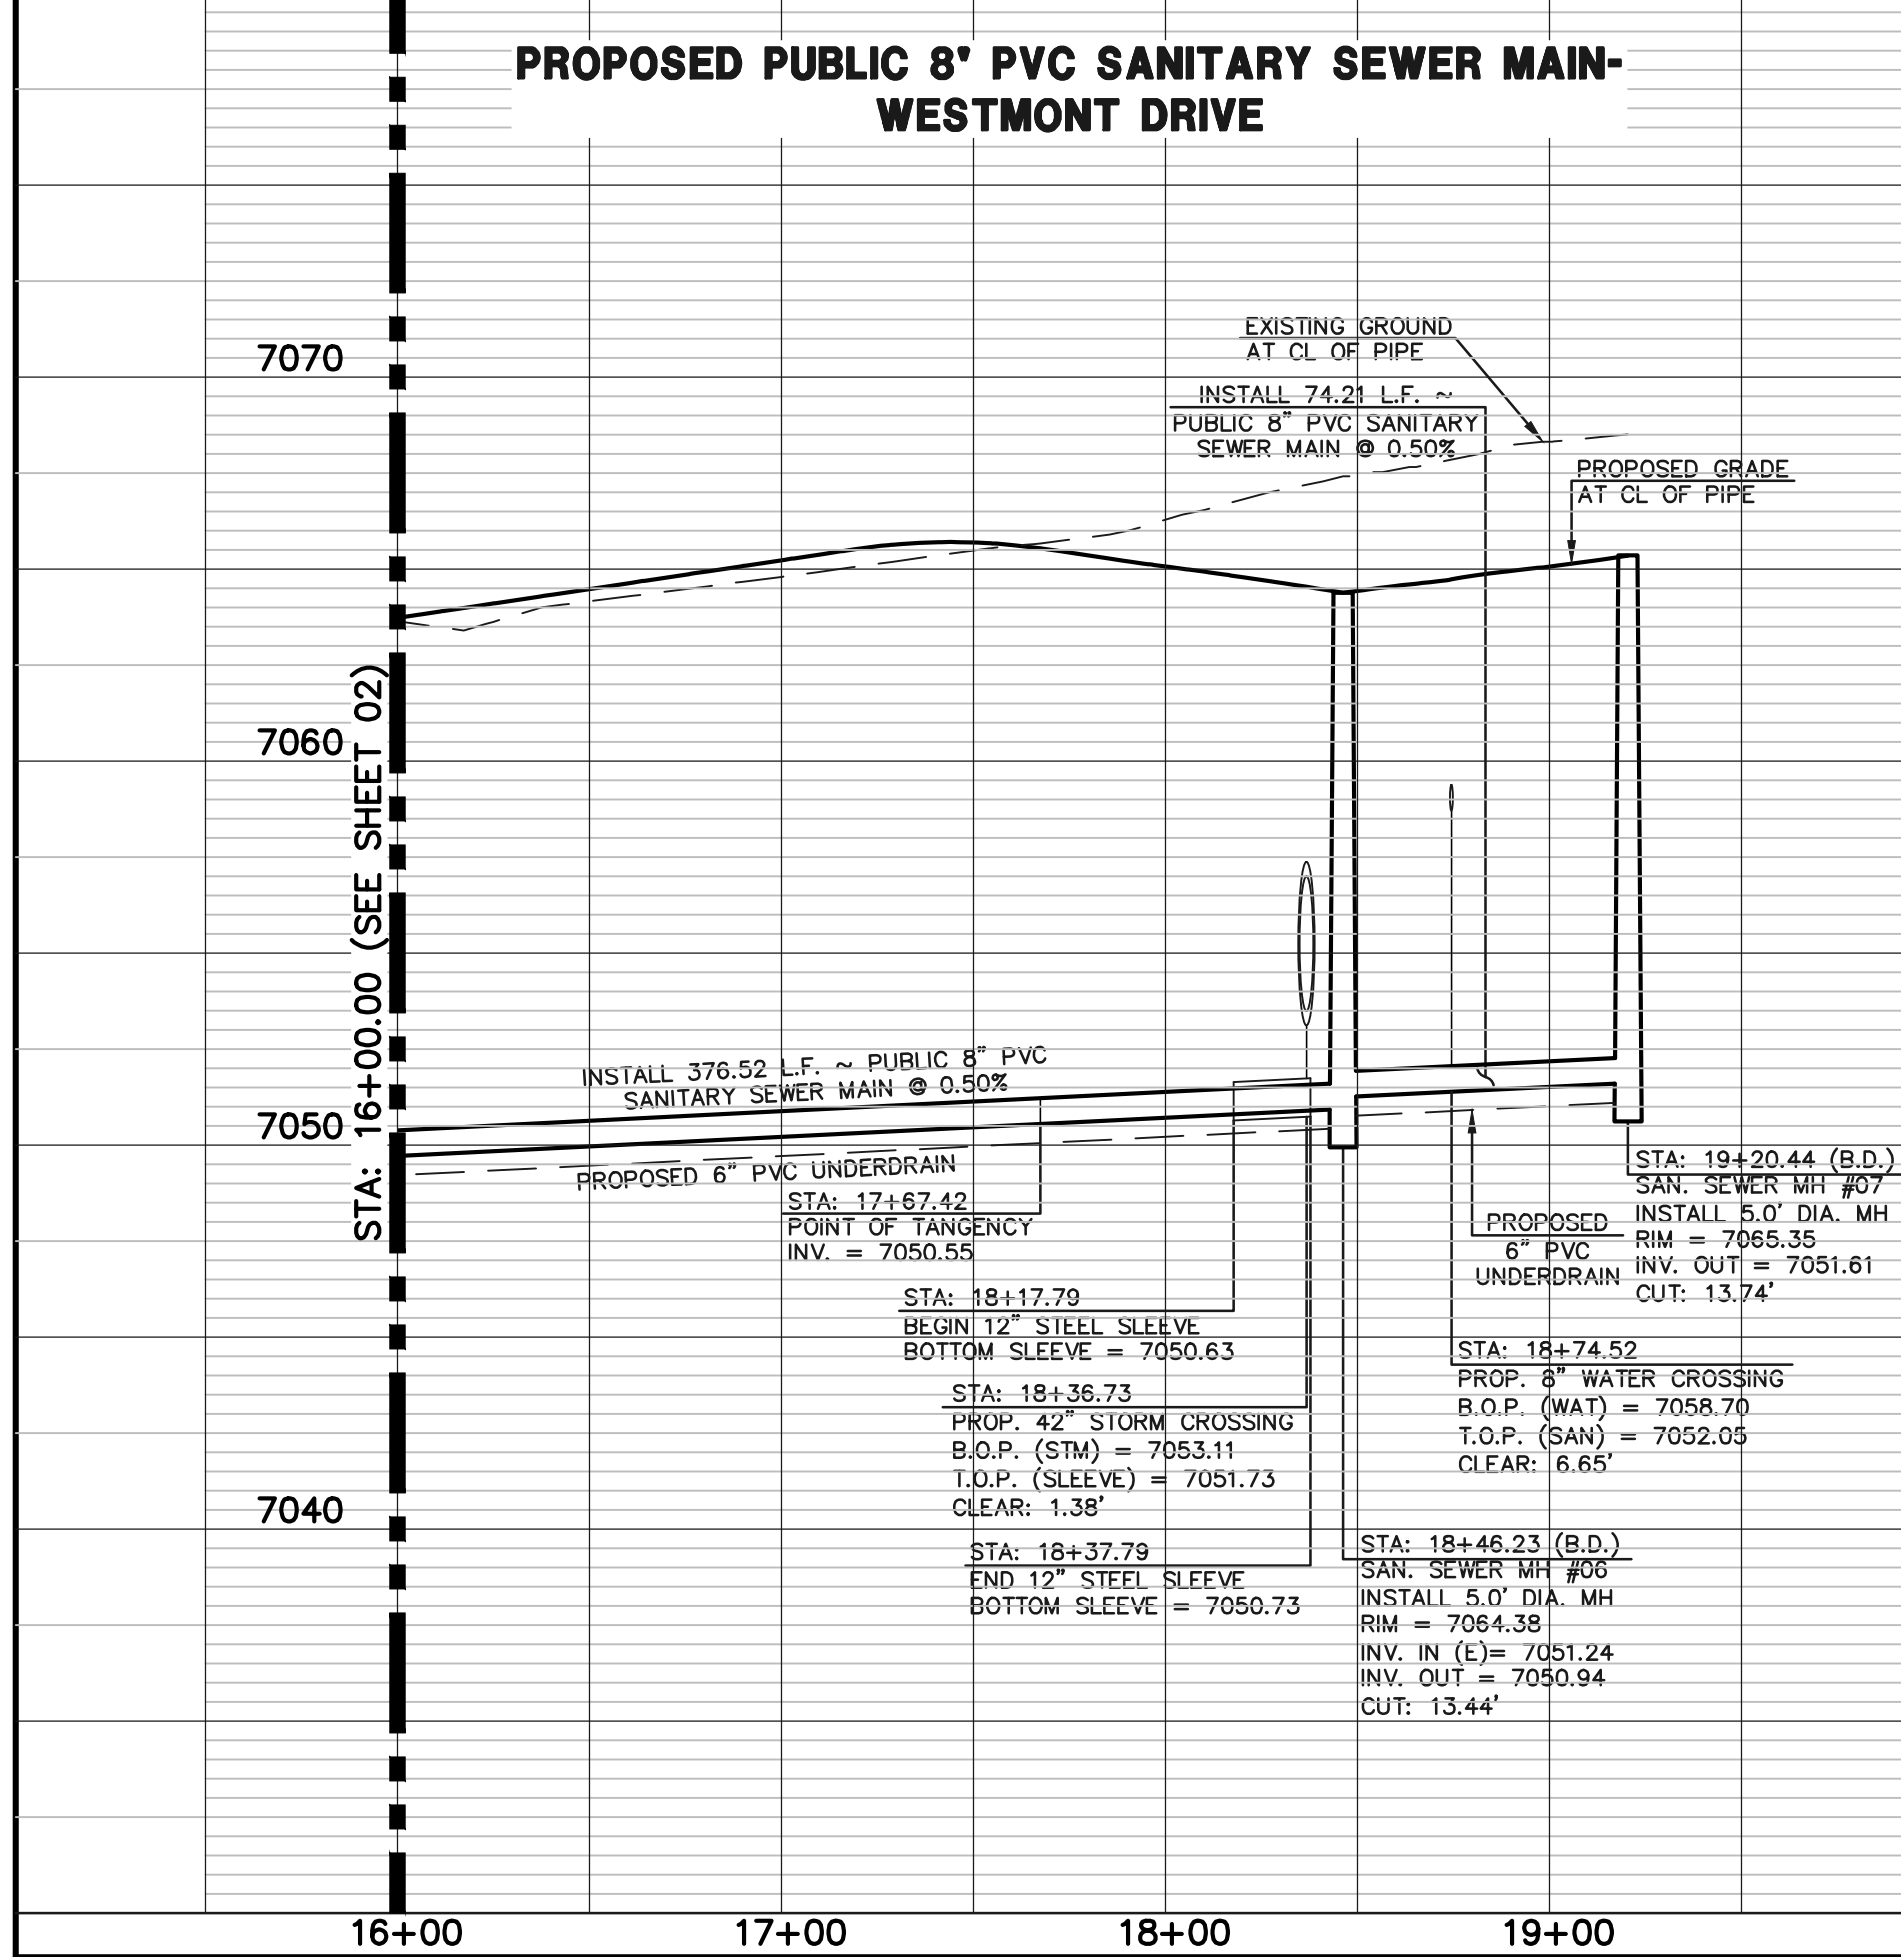 PROPOSED PUBLIC 8" PVC SANITARY SEWER MAIN-
WESTMONT DRIVE
EXISTING GROUND
AT CL OF PIPE
INSTALL 74.21 L.F. ~
PUBLIC 8" PVC SANITARY
SEWER MAIN @ 0.50%
PROPOSED GRADE
AT CL OF PIPE
7070
7060
7050
7040
STA: 16+00.00 (SEE SHEET 02)
INSTALL 376.52 L.F. ~ PUBLIC 8" PVC
SANITARY SEWER MAIN @ 0.50%
PROPOSED 6" PVC UNDERDRAIN
STA: 17+67.42
POINT OF TANGENCY
INV. = 7050.55
STA: 18+17.79
BEGIN 12" STEEL SLEEVE
BOTTOM SLEEVE = 7050.63
STA: 18+36.73
PROP. 42" STORM CROSSING
B.O.P. (STM) = 7053.11
T.O.P. (SLEEVE) = 7051.73
CLEAR: 1.38'
STA: 18+37.79
END 12" STEEL SLEEVE
BOTTOM SLEEVE = 7050.73
PROPOSED
6" PVC
UNDERDRAIN
STA: 19+20.44 (B.D.)
SAN. SEWER MH #07
INSTALL 5.0' DIA. MH
RIM = 7065.35
INV. OUT = 7051.61
CUT: 13.74'
STA: 18+74.52
PROP. 8" WATER CROSSING
B.O.P. (WAT) = 7058.70
T.O.P. (SAN) = 7052.05
CLEAR: 6.65'
STA: 18+46.23 (B.D.)
SAN. SEWER MH #06
INSTALL 5.0' DIA. MH
RIM = 7064.38
INV. IN (E)= 7051.24
INV. OUT = 7050.94
CUT: 13.44'
16+00
17+00
18+00
19+00